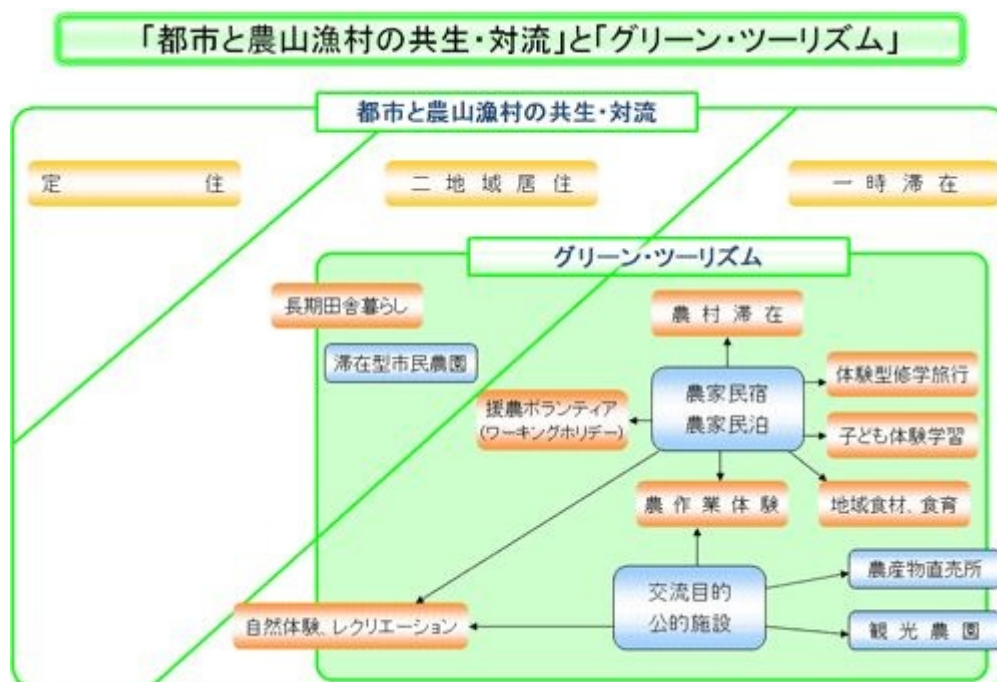 「都市と農山漁村の共生・対流」と「グリーン・ツーリズム」
都市と農山漁村の共生・対流
定住
二地域居住
一時滞在
グリーン・ツーリズム
長期田舎暮らし
農村滞在
滞在型市民農園
体験型修学旅行
農家民宿
農家民泊
援農ボランティア
(ワーキングホリデー)
子ども体験学習
農作業体験
地域食材、食育
農産物直売所
交流目的
公的施設
自然体験、レクリエーション
観光農園